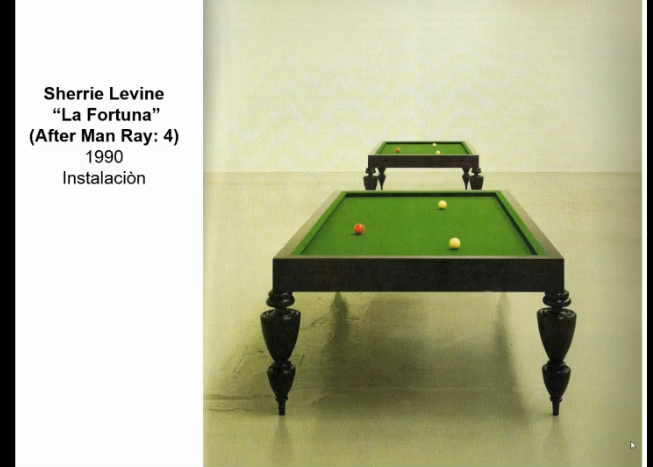 Sherrie Levine
“La Fortuna”
(After Man Ray: 4)
1990
Instalaciòn